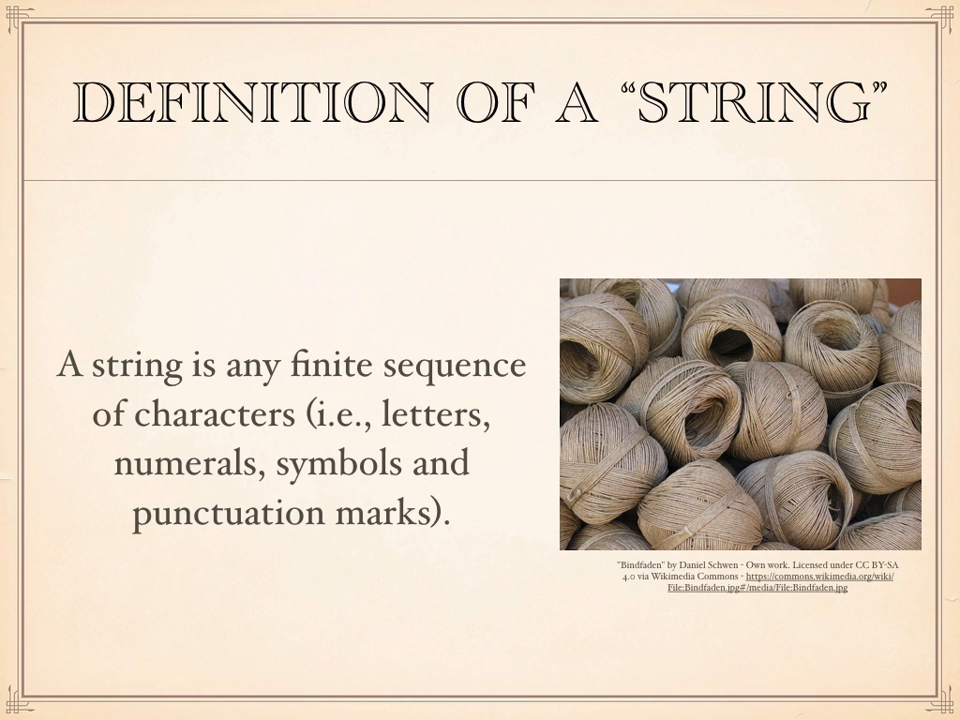 DEFINITION OF A “STRING”
A string is any finite sequence
of characters (i.e., letters,
numerals, symbols and
punctuation marks).
"Bindfaden" by Daniel Schwen - Own work. Licensed under CC BY-SA
4.0 via Wikimedia Commons - https://commons.wikimedia.org/wiki/
File:Bindfaden.jpg#/media/File:Bindfaden.jpg